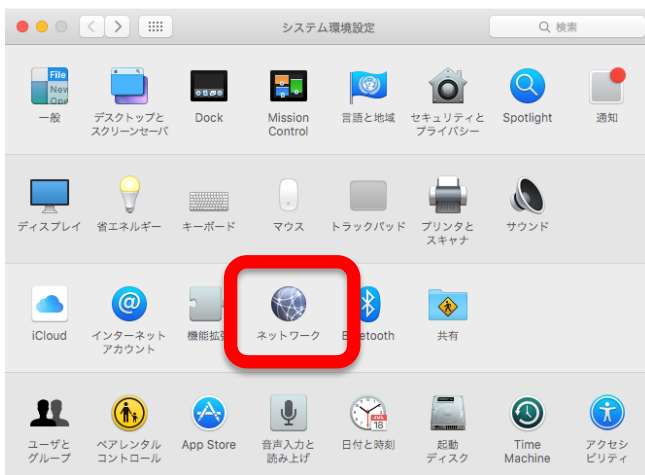 システム環境設定
検索
File
New
Ope
一般
デスクトップと
スクリーンセーバ
Dock
Mission
Control
言語と地域
セキュリティと
プライバシー
Spotlight
通知
ディスプレイ
省エネルギー
キーボード
マウス
トラックパッド
プリンタと
スキャナ
サウンド
iCloud
インターネット
アカウント
機能拡
ネットワーク
B etooth
共有
ユーザと
グループ
ペアレンタル
コントロール
App Store
音声入力と
読み上げ
18
日付と時刻
起動
ディスク
Time
Machine
アクセシ
ビリティ